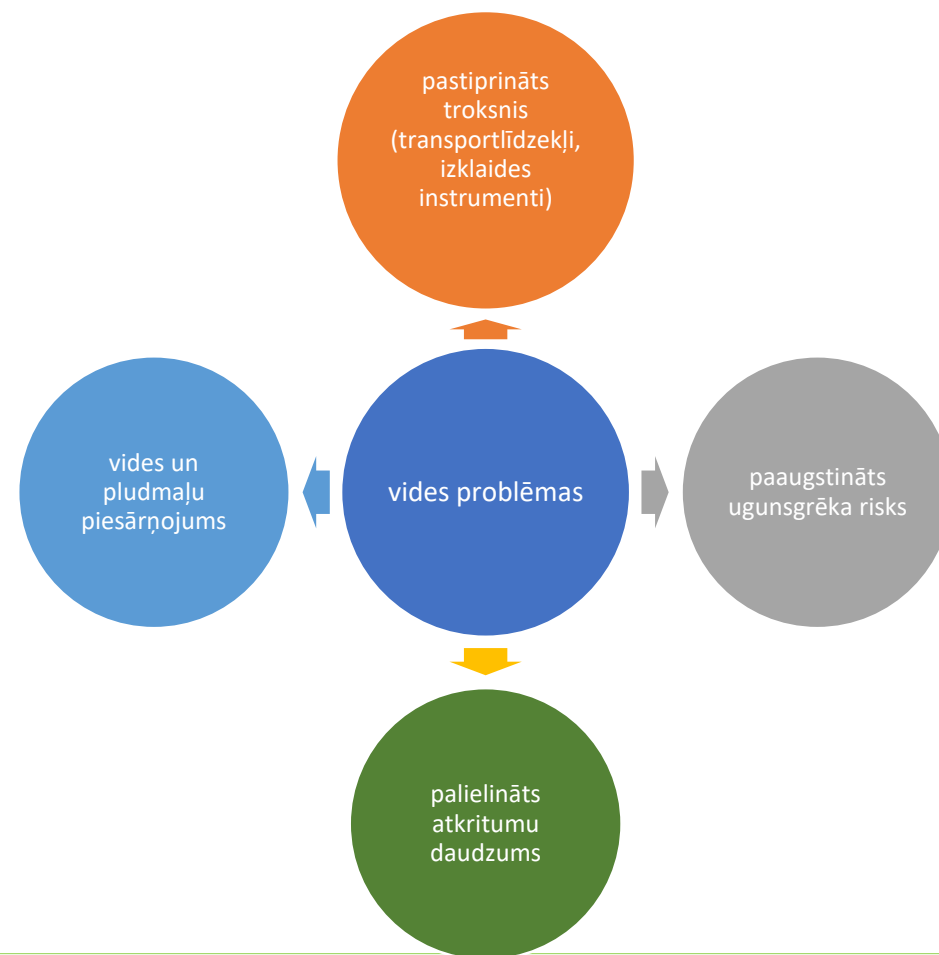 pastiprināts
troksnis
(transportlīdzekļi,
izklaides
instrumenti)
vides un
pludmaļu
piesārņojums
vides problēmas
paaugstināts
ugunsgrēka risks
palielināts
atkritumu
daudzums